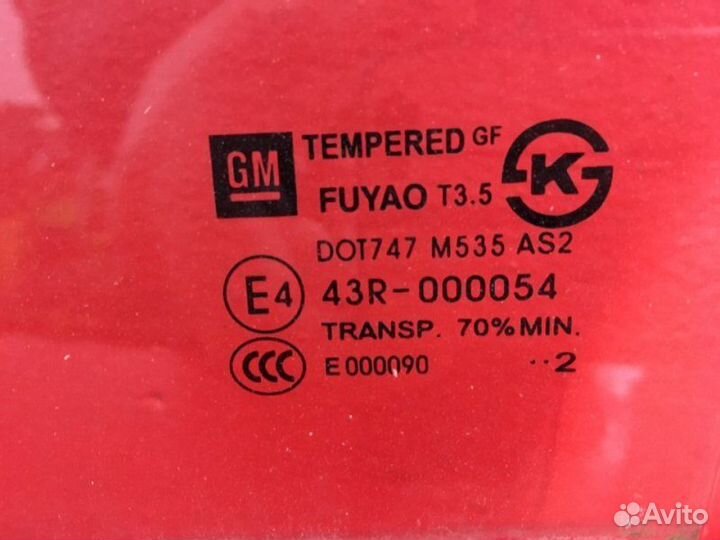 GM TEMPERED GF
FUYAO T3.5
K
DOT747 M535 AS2
E4 43R-000054
TRANSP. 70%MIN.
CCC E000090 ··2
Avito